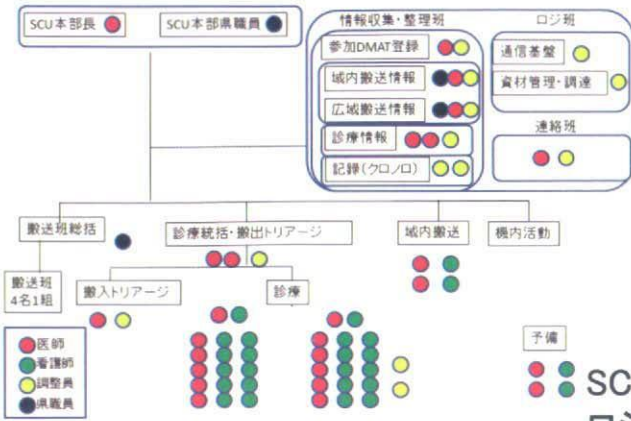 SCU本部長
SCU本部県職員
情報収集・整理班
参加DMAT登録
域内搬送情報
広域搬送情報
診療情報
記録(クロノロ)
ロジ班
通信基盤
資材管理・調達
連絡班
搬送班総括
診療統括・搬出トリアージ
域内搬送
機内活動
搬送班
4名1組
搬入トリアージ
診療
医師
看護師
調整員
県職員
予備
SC